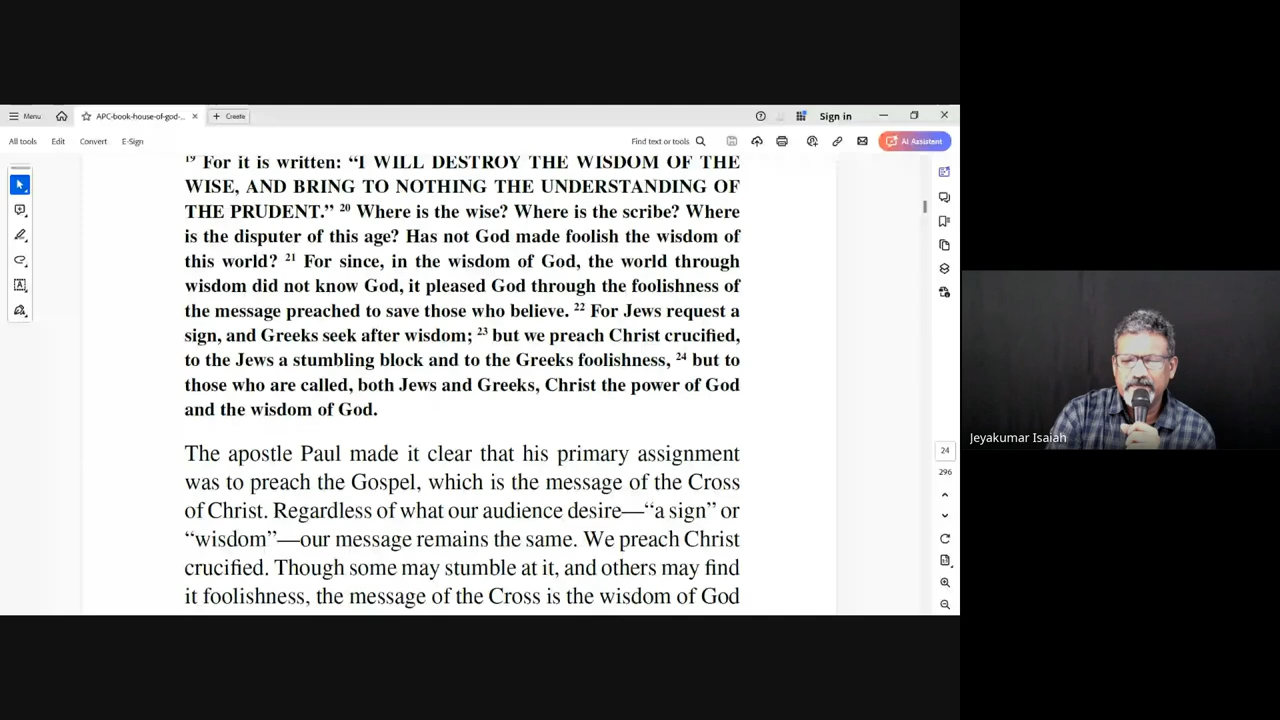 Menu
APC-book-house-of-god-...
Create
Sign in
All tools
Edit
Convert
E-Sign
Find text or tools
AI Assistant
19 For it is written: “I WILL DESTROY THE WISDOM OF THE
WISE, AND BRING TO NOTHING THE UNDERSTANDING OF
THE PRUDENT.” 20 Where is the wise? Where is the scribe? Where
is the disputer of this age? Has not God made foolish the wisdom of
this world? 21 For since, in the wisdom of God, the world through
wisdom did not know God, it pleased God through the foolishness of
the message preached to save those who believe. 22 For Jews request a
sign, and Greeks seek after wisdom; 23 but we preach Christ crucified,
to the Jews a stumbling block and to the Greeks foolishness, 24 but to
those who are called, both Jews and Greeks, Christ the power of God
and the wisdom of God.
The apostle Paul made it clear that his primary assignment
was to preach the Gospel, which is the message of the Cross
of Christ. Regardless of what our audience desire—“a sign” or
“wisdom”—our message remains the same. We preach Christ
crucified. Though some may stumble at it, and others may find
it foolishness, the message of the Cross is the wisdom of God
24
296
Jeyakumar Isaiah